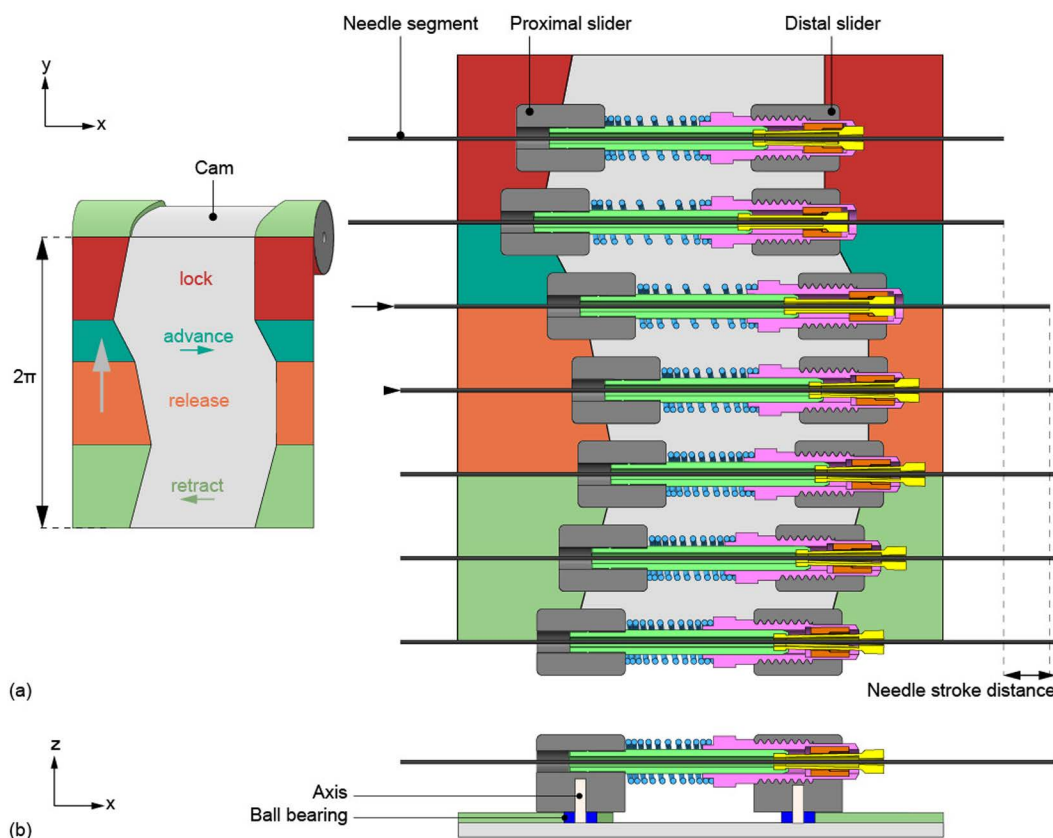 Needle segment
Proximal slider
Distal slider
y
x
Cam
lock
advance
2π
release
retract
(a)
Needle stroke distance
z
x
Axis
Ball bearing
(b)